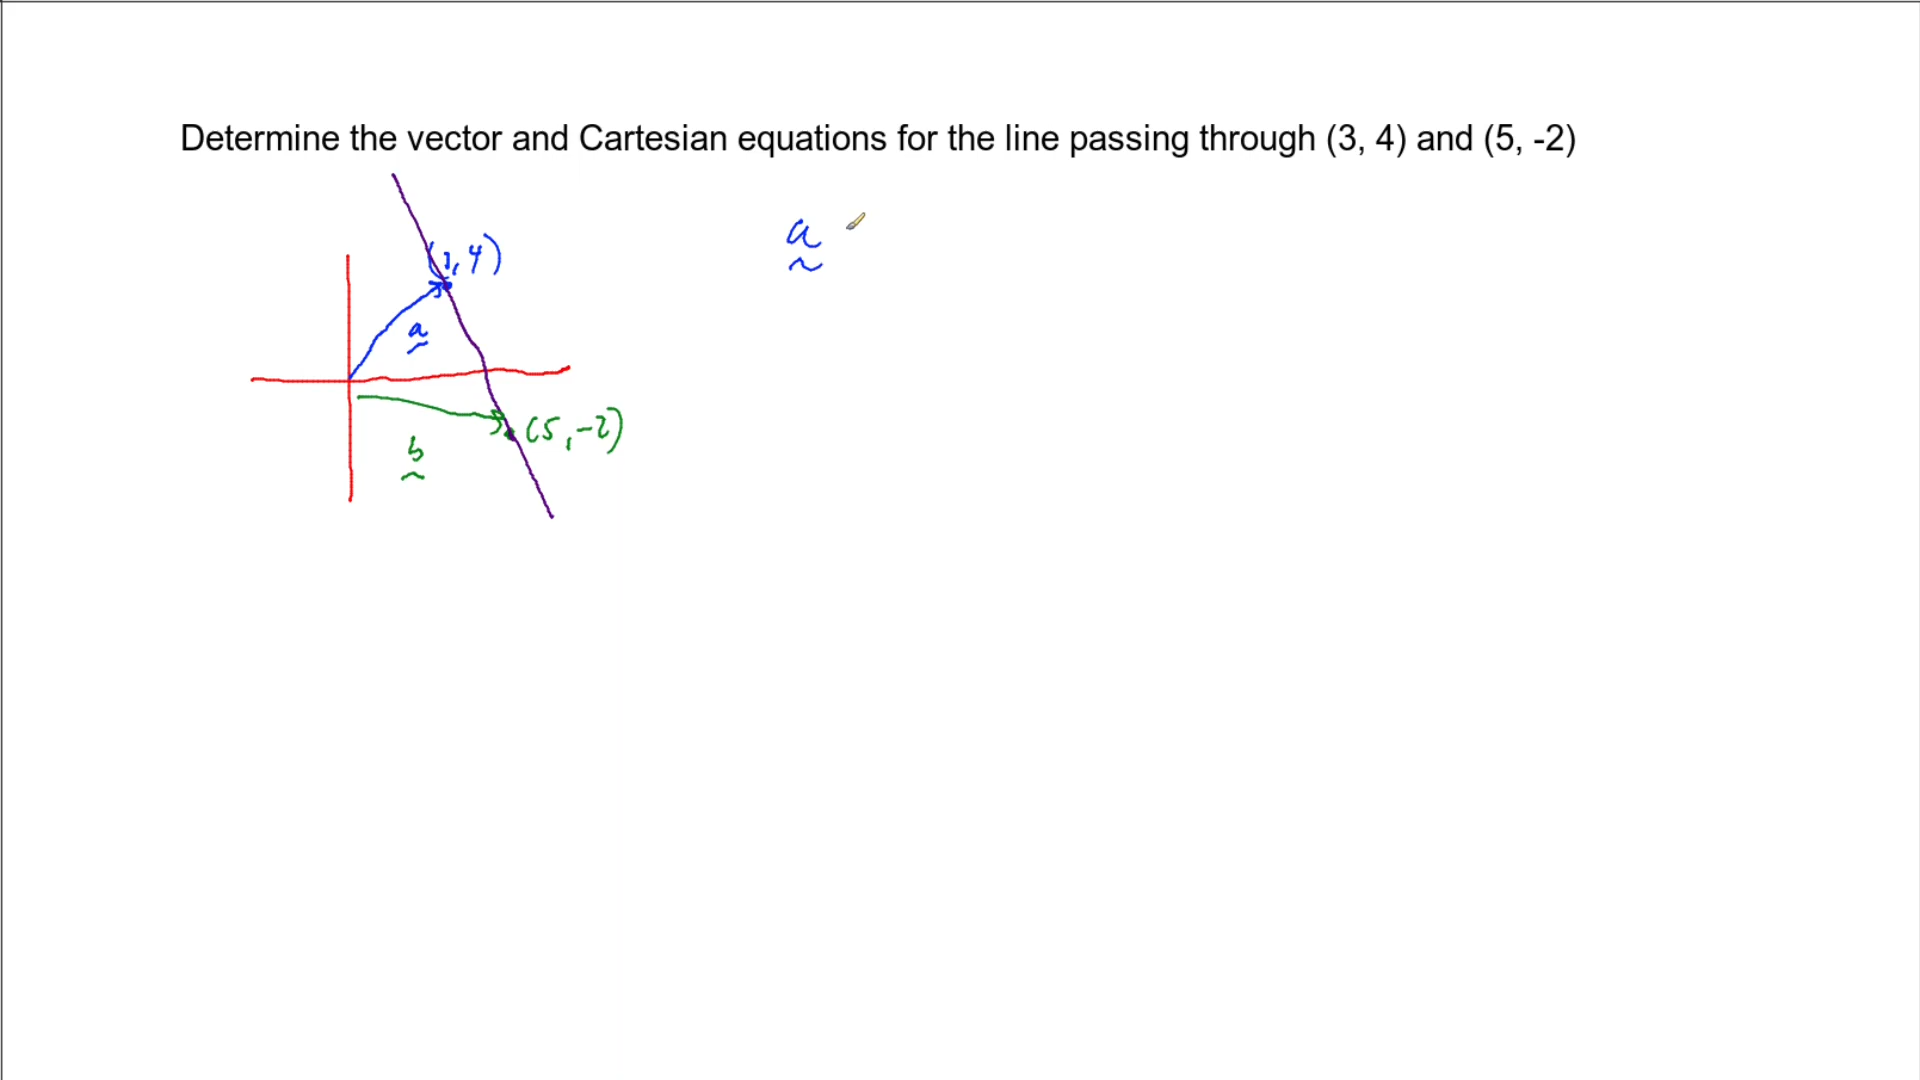 Determine the vector and Cartesian equations for the line passing through (3, 4) and (5, -2)
a
(3, 4)
a
(5, -2)
b